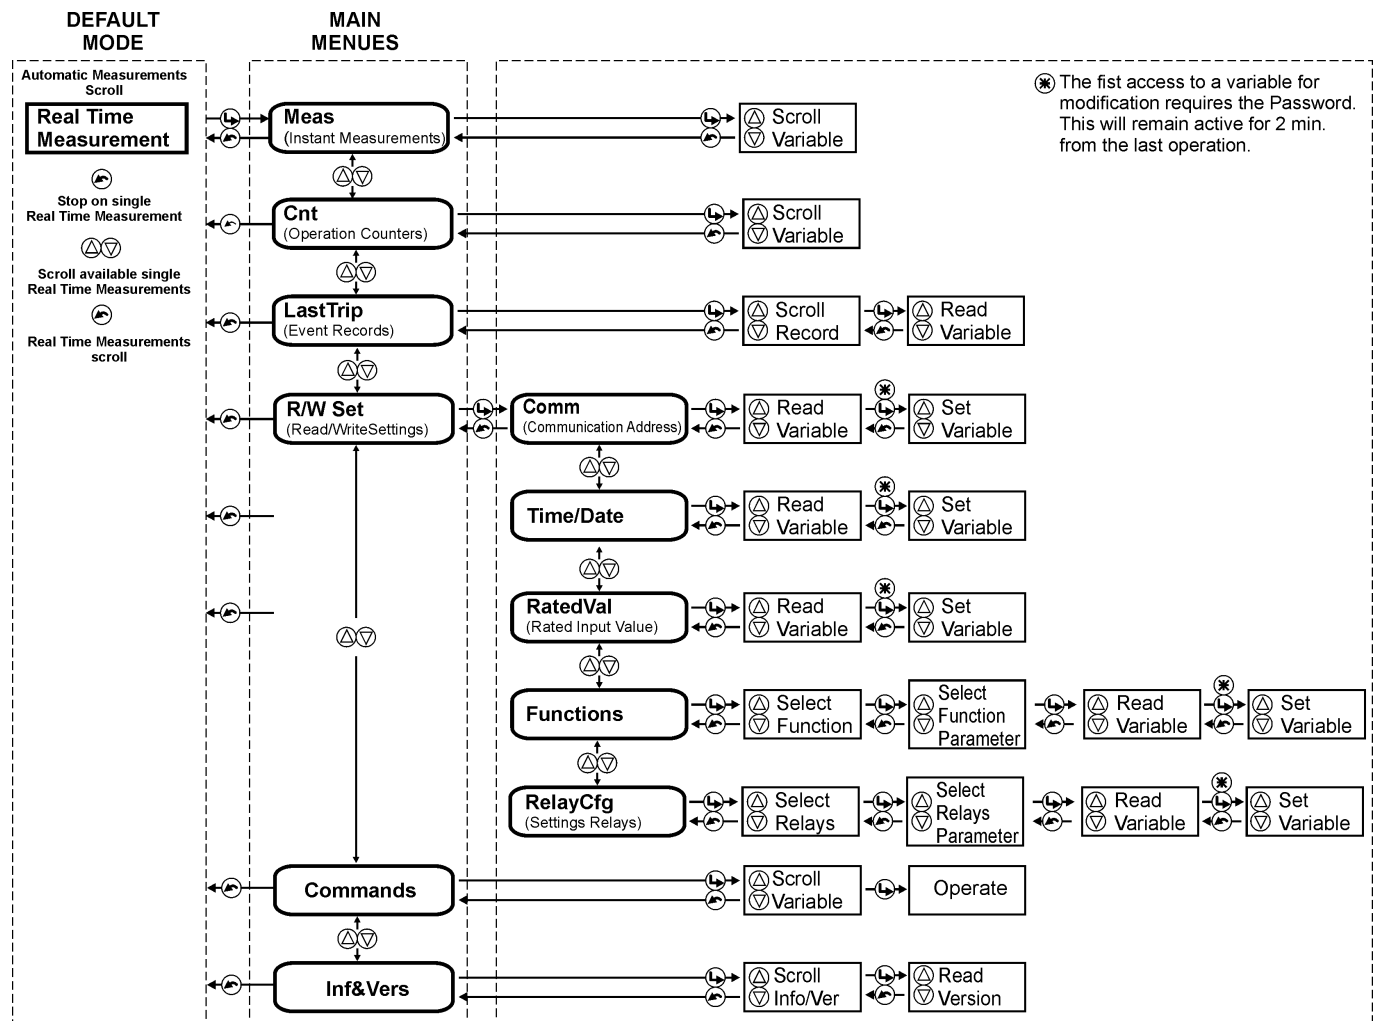 DEFAULT
MODE
MAIN
MENUES
Automatic Measurements
Scroll
Real Time
Measurement
Stop on single
Real Time Measurement
Scroll available single
Real Time Measurements
Real Time Measurements
scroll
The fist access to a variable for
modification requires the Password.
This will remain active for 2 min.
from the last operation.
Meas
(Instant Measurements)
Scroll
Variable
Cnt
(Operation Counters)
Scroll
Variable
LastTrip
(Event Records)
Scroll
Record
Read
Variable
R/W Set
(Read/WriteSettings)
Comm
(Communication Address)
Read
Variable
Set
Variable
Time/Date
Read
Variable
Set
Variable
RatedVal
(Rated Input Value)
Read
Variable
Set
Variable
Functions
Select
Function
Select
Function
Parameter
Read
Variable
Set
Variable
RelayCfg
(Settings Relays)
Select
Relays
Select
Relays
Parameter
Read
Variable
Set
Variable
Commands
Scroll
Variable
Operate
Inf&Vers
Scroll
Info/Ver
Read
Version